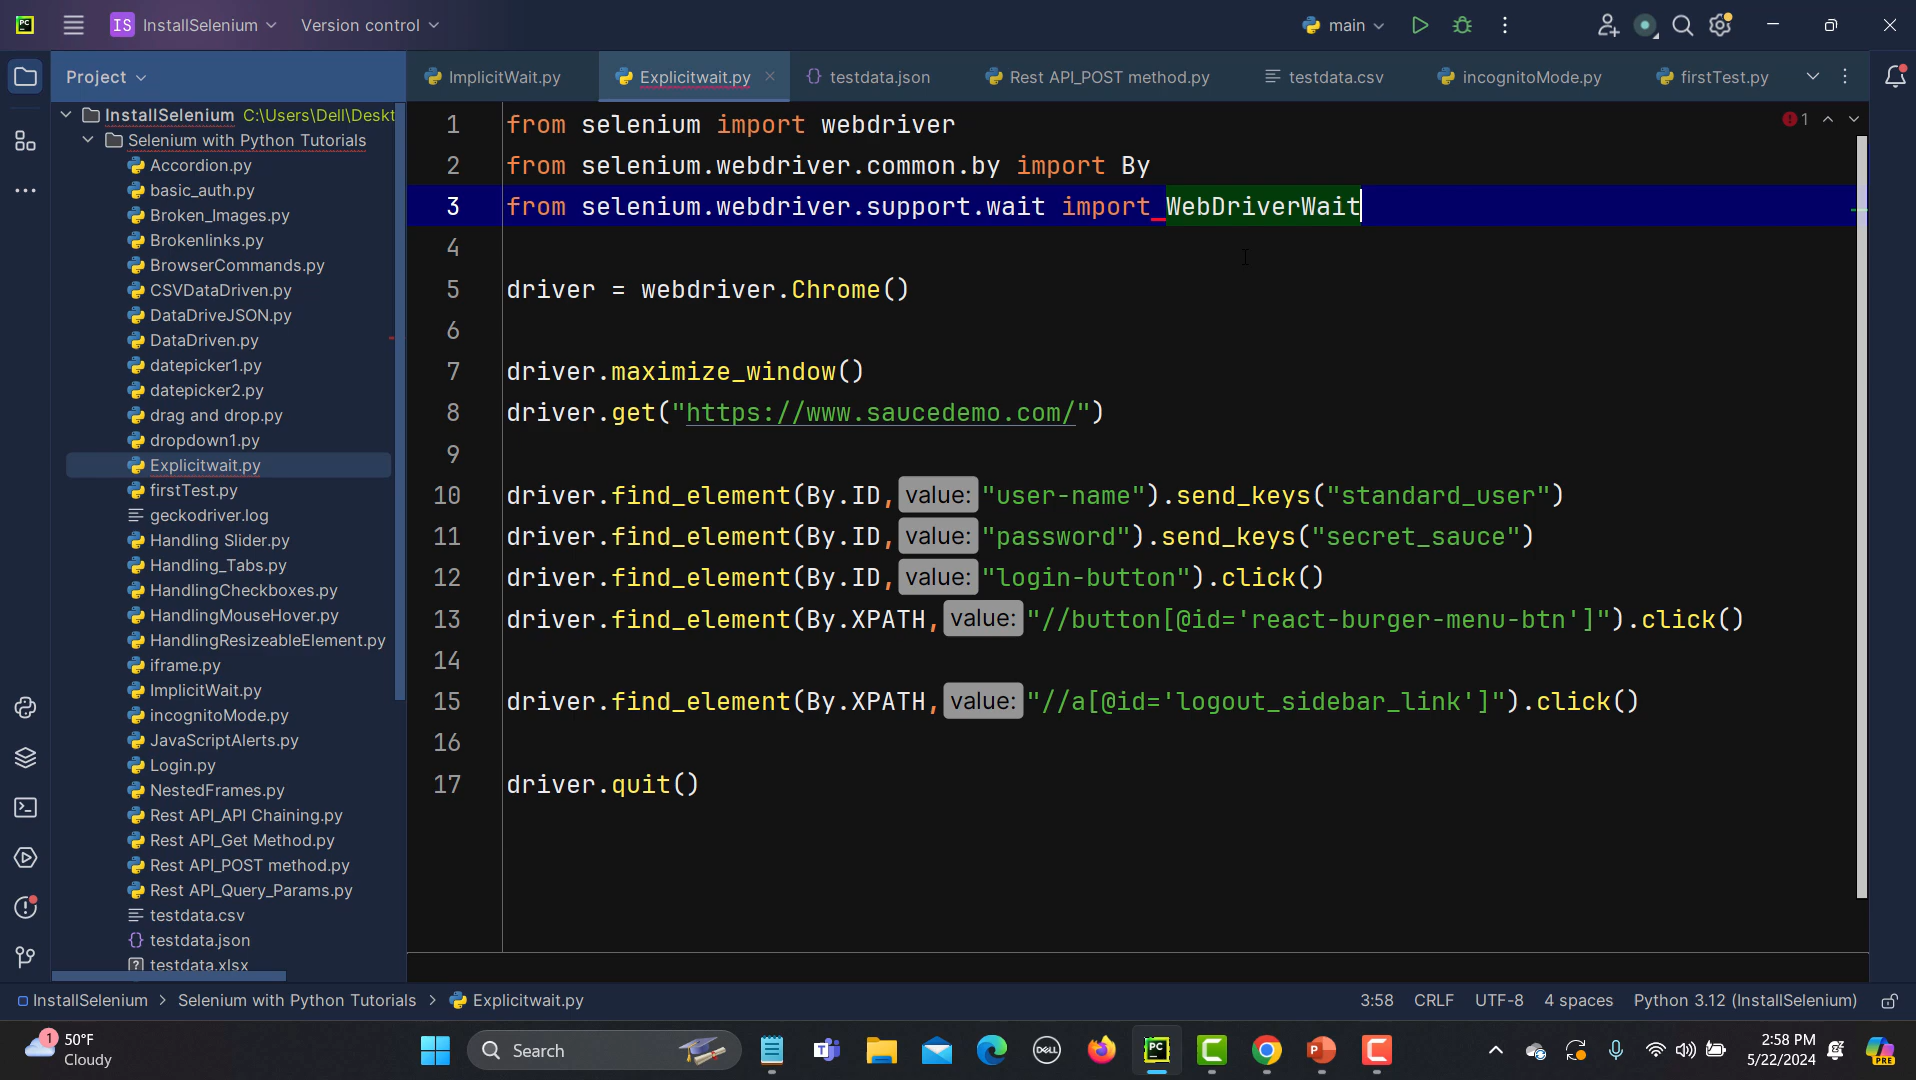 PC
IS InstallSelenium
Version control
main
Project
ImplicitWait.py
Explicitwait.py
testdata.json
Rest API_POST method.py
testdata.csv
incognitoMode.py
firstTest.py
InstallSelenium C:\Users\Dell\Deskt
Selenium with Python Tutorials
Accordion.py
basic_auth.py
Broken_Images.py
Brokenlinks.py
BrowserCommands.py
CSVDataDriven.py
DataDriveJSON.py
DataDriven.py
datepicker1.py
datepicker2.py
drag and drop.py
dropdown1.py
Explicitwait.py
firstTest.py
geckodriver.log
Handling Slider.py
Handling_Tabs.py
HandlingCheckboxes.py
HandlingMouseHover.py
HandlingResizeableElement.py
iframe.py
ImplicitWait.py
incognitoMode.py
JavaScriptAlerts.py
Login.py
NestedFrames.py
Rest API_API Chaining.py
Rest API_Get Method.py
Rest API_POST method.py
Rest API_Query_Params.py
testdata.csv
testdata.json
testdata.xlsx
1 from selenium import webdriver
2 from selenium.webdriver.common.by import By
3 from selenium.webdriver.support.wait import WebDriverWait
4
5 driver = webdriver.Chrome()
6
7 driver.maximize_window()
8 driver.get("https://www.saucedemo.com/")
9
10 driver.find_element(By.ID, value: "user-name").send_keys("standard_user")
11 driver.find_element(By.ID, value: "password").send_keys("secret_sauce")
12 driver.find_element(By.ID, value: "login-button").click()
13 driver.find_element(By.XPATH, value: "//button[@id='react-burger-menu-btn']").click()
14
15 driver.find_element(By.XPATH, value: "//a[@id='logout_sidebar_link']").click()
16
17 driver.quit()
1
InstallSelenium > Selenium with Python Tutorials > Explicitwait.py
3:58 CRLF UTF-8 4 spaces Python 3.12 (InstallSelenium)
1
50°F
Cloudy
Search
DELL
PC
2:58 PM
5/22/2024
PRE